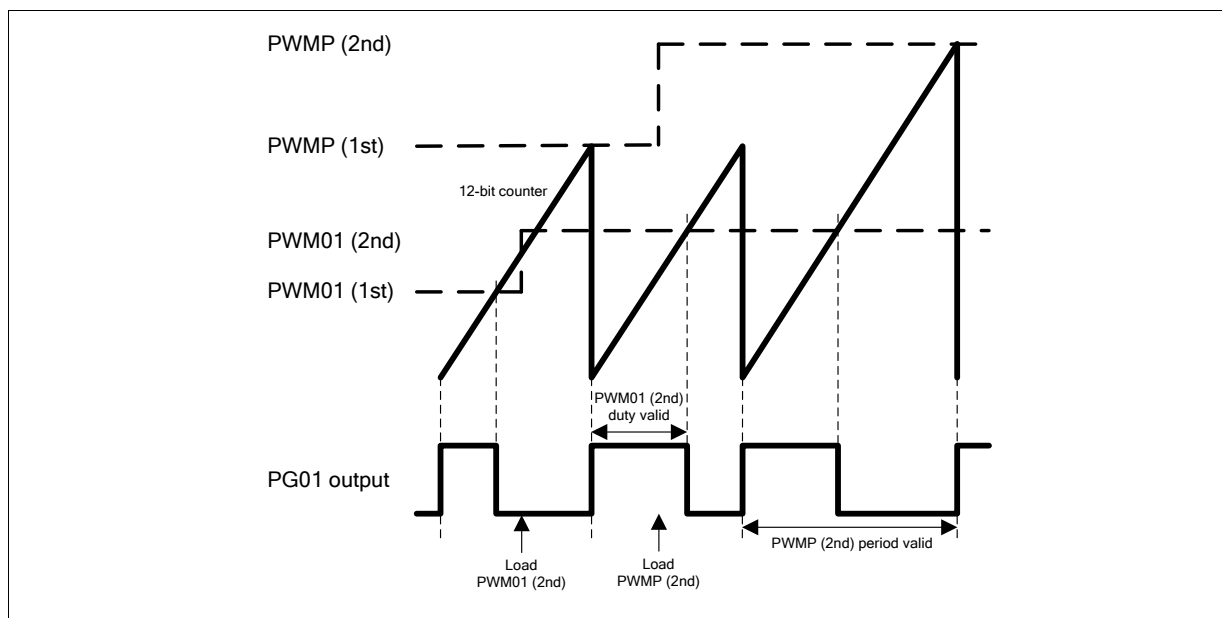 PWMP (2nd)
PWMP (1st)
12-bit counter
PWM01 (2nd)
PWM01 (1st)
PWM01 (2nd)
duty valid
PG01 output
PWMP (2nd) period valid
Load
PWM01 (2nd)
Load
PWMP (2nd)